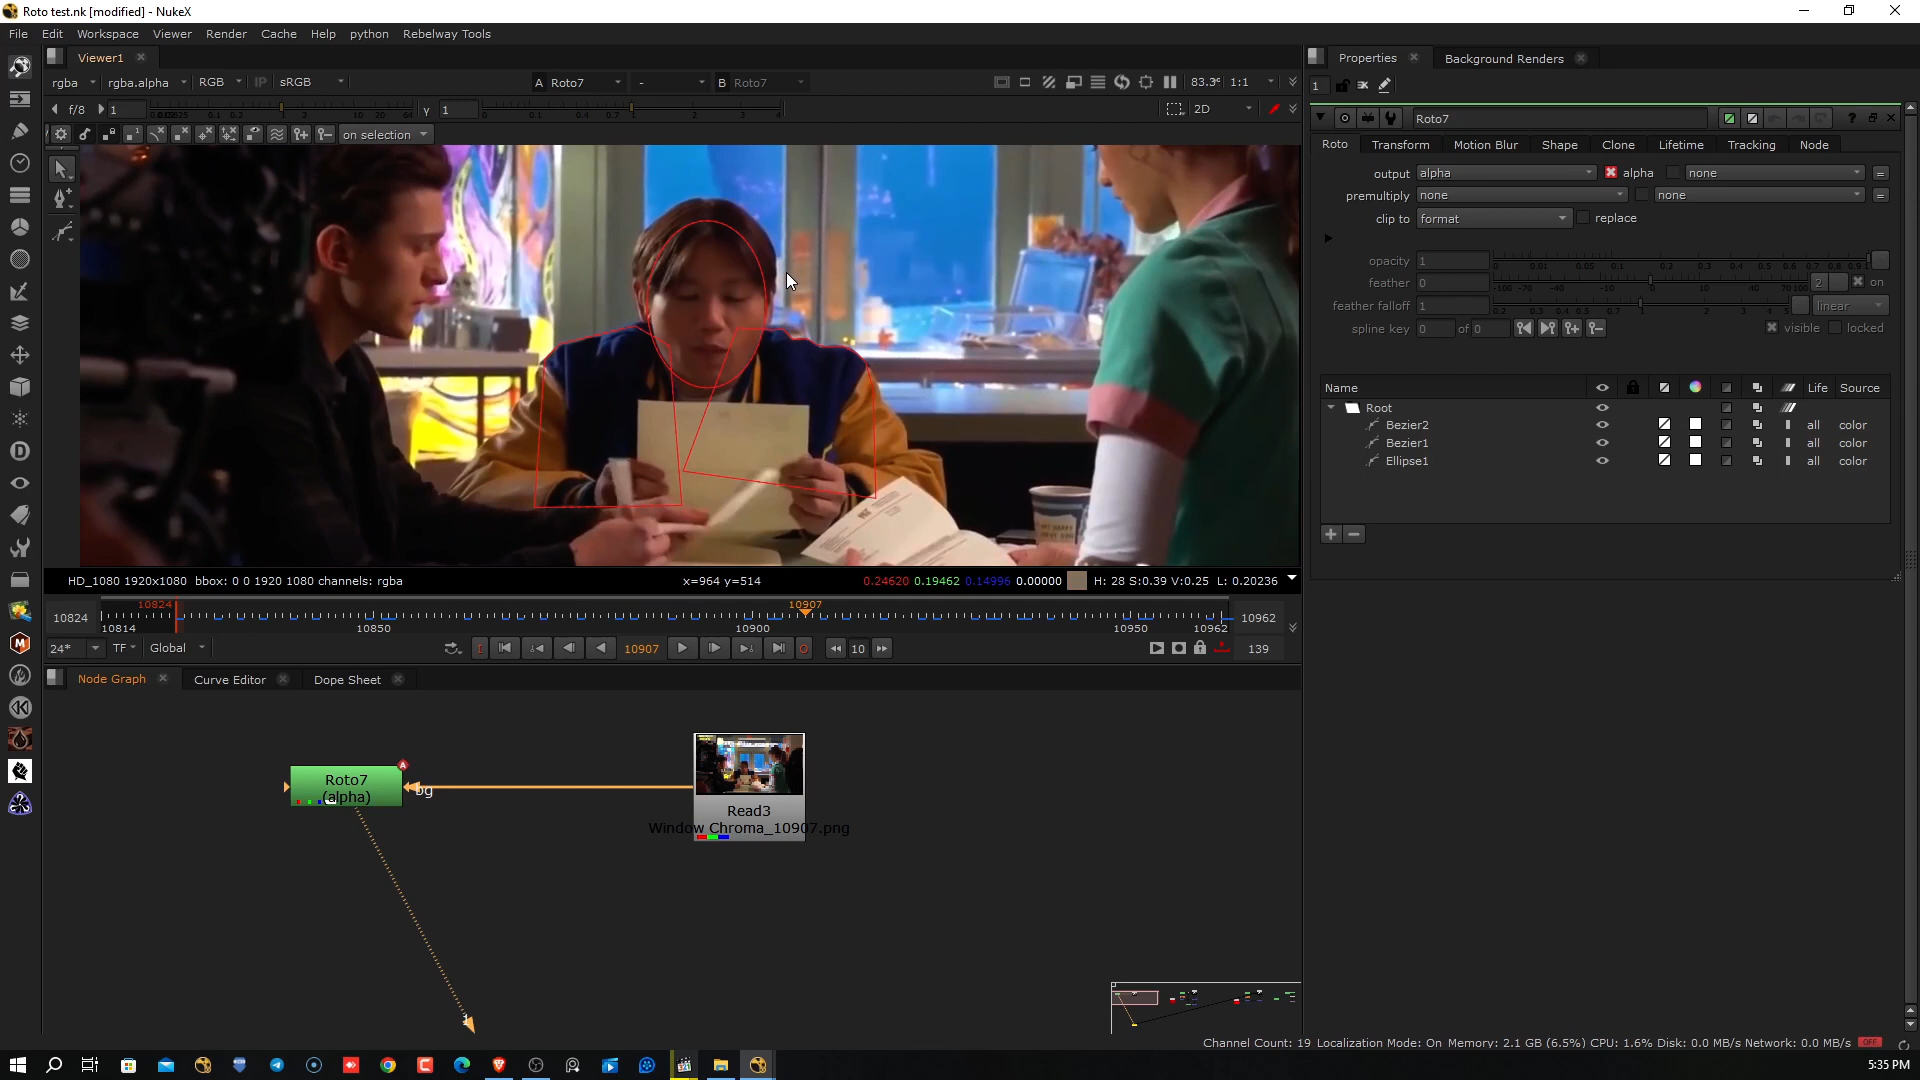 Roto test.nk [modified] - NukeX
File Edit Workspace Viewer Render Cache Help python Rebelway Tools
Viewer1
rgba rgba.alpha RGB IP sRGB A Roto7 - B Roto7 83.3% 1:1
f/8 1 γ 1 2D
on selection
HD_1080 1920x1080 bbox: 0 0 1920 1080 channels: rgba x=964 y=514 0.24620 0.19462 0.14996 0.00000 H: 28 S:0.39 V:0.25 L: 0.20236
10824 10824 10907 10962
10814 10850 10900 10950 10962
24* TF Global 10907 10 139
Node Graph Curve Editor Dope Sheet
Roto7
(alpha)
bg
Read3
Window Chroma_10907.png
1
Properties Background Renders
1
Roto7
Roto Transform Motion Blur Shape Clone Lifetime Tracking Node
output alpha alpha none =
premultiply none none =
clip to format replace
opacity 1
feather 0 2 on
feather falloff 1 linear
spline key 0 of 0 visible locked
Name Life Source
Root
Bezier2 all color
Bezier1 all color
Ellipse1 all color
Channel Count: 19 Localization Mode: On Memory: 2.1 GB (6.5%) CPU: 1.6% Disk: 0.0 MB/s Network: 0.0 MB/s OFF
5:35 PM